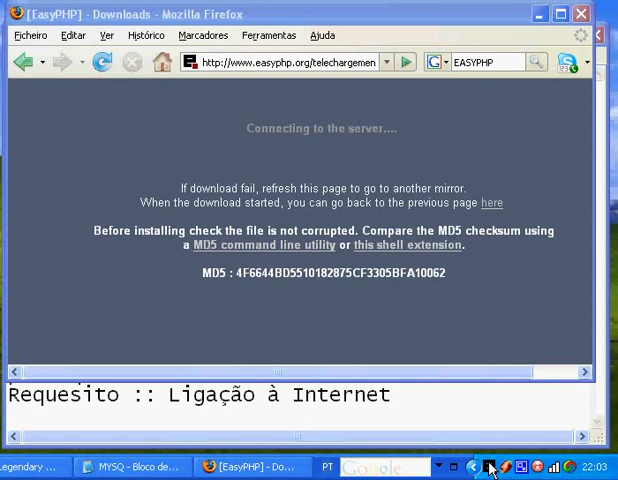 [EasyPHP] - Downloads - Mozilla Firefox
Ficheiro Editar Ver Histórico Marcadores Ferramentas Ajuda
http://www.easyphp.org/telechargemen
G EASYPHP
Connecting to the server....
If download fail, refresh this page to go to another mirror.
When the download started, you can go back to the previous page here
Before installing check the file is not corrupted. Compare the MD5 checksum using
a MD5 command line utility or this shell extension.
MD5 : 4F6644BD5510182875CF3305BFA10062
Requesito :: Ligação à Internet
Legendary ... MYSQ - Bloco de... [EasyPHP] - Do... PT Google 22:03